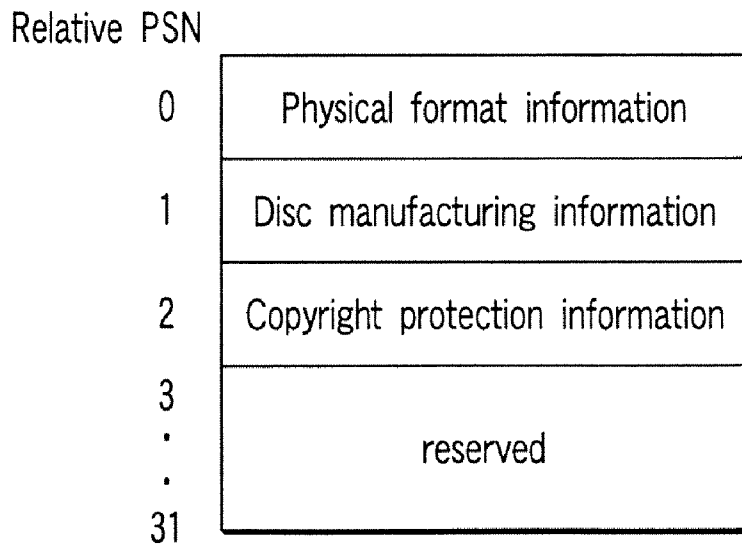 Relative PSN
0 Physical format information
1 Disc manufacturing information
2 Copyright protection information
3
.
.
reserved
31